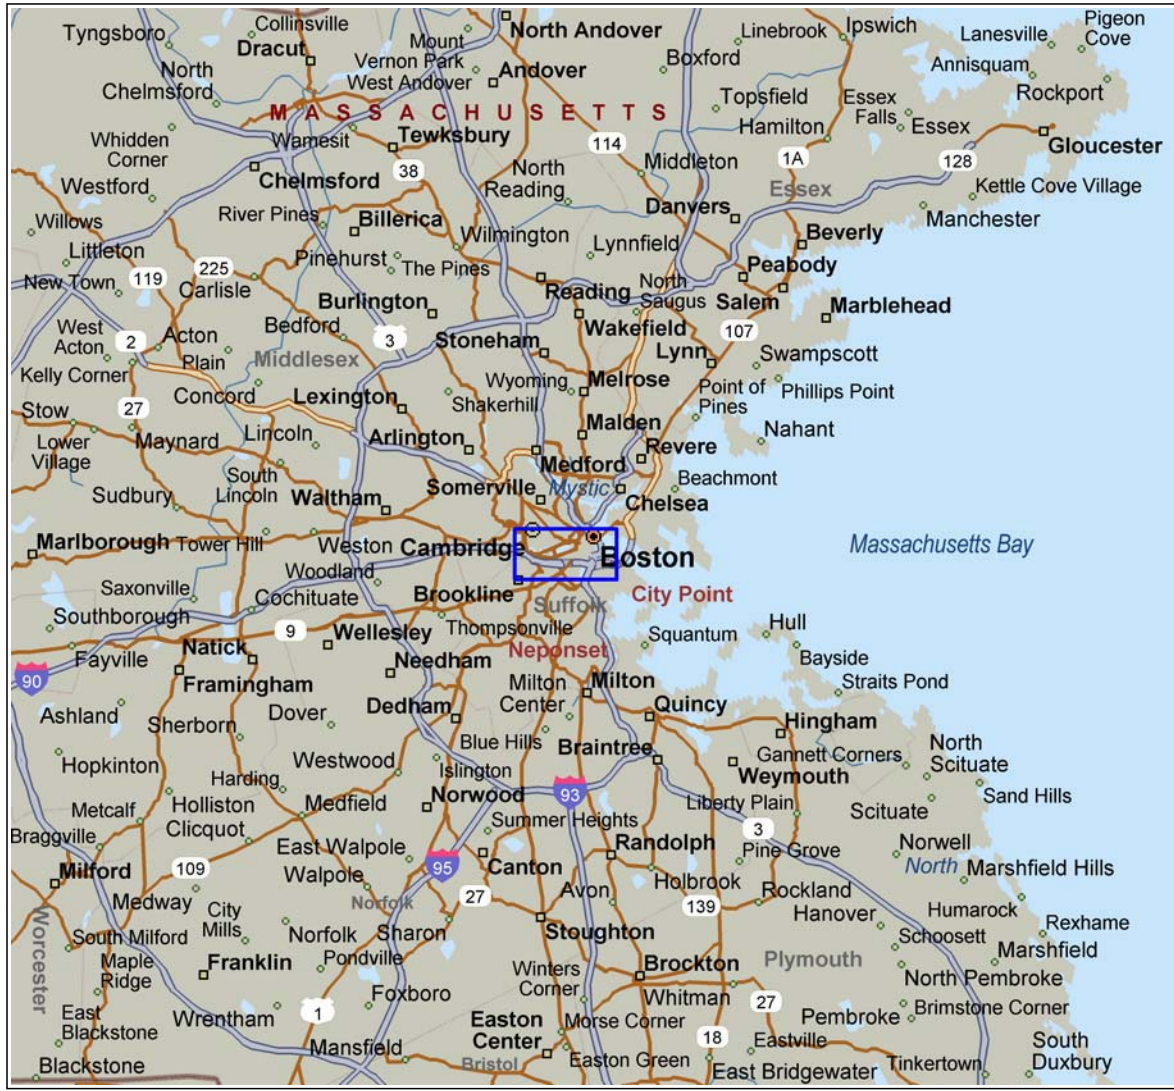 Collinsville
Tyngsboro
Dracut
Mount
Vernon Park
North Andover
Linebrook
Ipswich
Lanesville
Pigeon
Cove
North
Chelmsford
West Andover
Andover
Boxford
Annisquam
Rockport
MASSACHUSETTS
Topsfield
Essex
Falls
Essex
Whidden
Corner
Wamesit
Tewksbury
114
Hamilton
1A
128
Gloucester
Chelmsford
38
North
Reading
Middleton
Essex
Kettle Cove Village
Westford
Willows
River Pines
Billerica
Danvers
Manchester
Littleton
Pinehurst
Wilmington
Lynnfield
Beverly
New Town
119
225
Carlisle
The Pines
Reading
North
Saugus
Peabody
Salem
Burlington
Marblehead
West
Acton
2
Acton
Plain
Bedford
3
Stoneham
Wakefield
107
Kelly Corner
Middlesex
Lynn
Swampscott
Concord
Lexington
Wyoming
Shakerhill
Melrose
Point of
Pines
Phillips Point
27
Stow
Lower
Village
Maynard
Lincoln
Arlington
Malden
Nahant
Revere
South
Lincoln
Medford
Beachmont
Sudbury
Waltham
Somerville
Mystic
Chelsea
Marlborough
Tower Hill
Weston
Cambridge
Boston
Massachusetts Bay
Saxonville
Woodland
Cochituate
Brookline
Suffolk
City Point
Southborough
9
Thompsonville
Hull
Fayville
Natick
Wellesley
Neponset
Squantum
Bayside
90
Framingham
Needham
Milton
Center
Milton
Straits Pond
Ashland
Sherborn
Dover
Dedham
Quincy
Hingham
Blue Hills
Braintree
Gannett Corners
North
Scituate
Hopkinton
Harding
Westwood
Islington
Weymouth
Sand Hills
Metcalf
Holliston
Clicquot
Medfield
Norwood
93
Liberty Plain
Scituate
Braggville
Summer Heights
3
Norwell
Milford
109
East Walpole
95
Canton
Randolph
Pine Grove
North
Marshfield Hills
Medway
Walpole
Norfolk
27
Avon
Holbrook
139
Rockland
Hanover
Humarock
Worcester
City
Mills
Norfolk
Sharon
Stoughton
Rexhame
South Milford
Schoosett
Maple
Ridge
Franklin
Pondville
Winters
Corner
Brockton
Plymouth
Marshfield
North Pembroke
East
Blackstone
Wrentham
1
Foxboro
Whitman
27
Pembroke
Brimstone Corner
Morse Corner
Easton
Center
18
Eastville
Mansfield
Bristol
Easton Green
East Bridgewater
Tinkertown
South
Duxbury
Blackstone